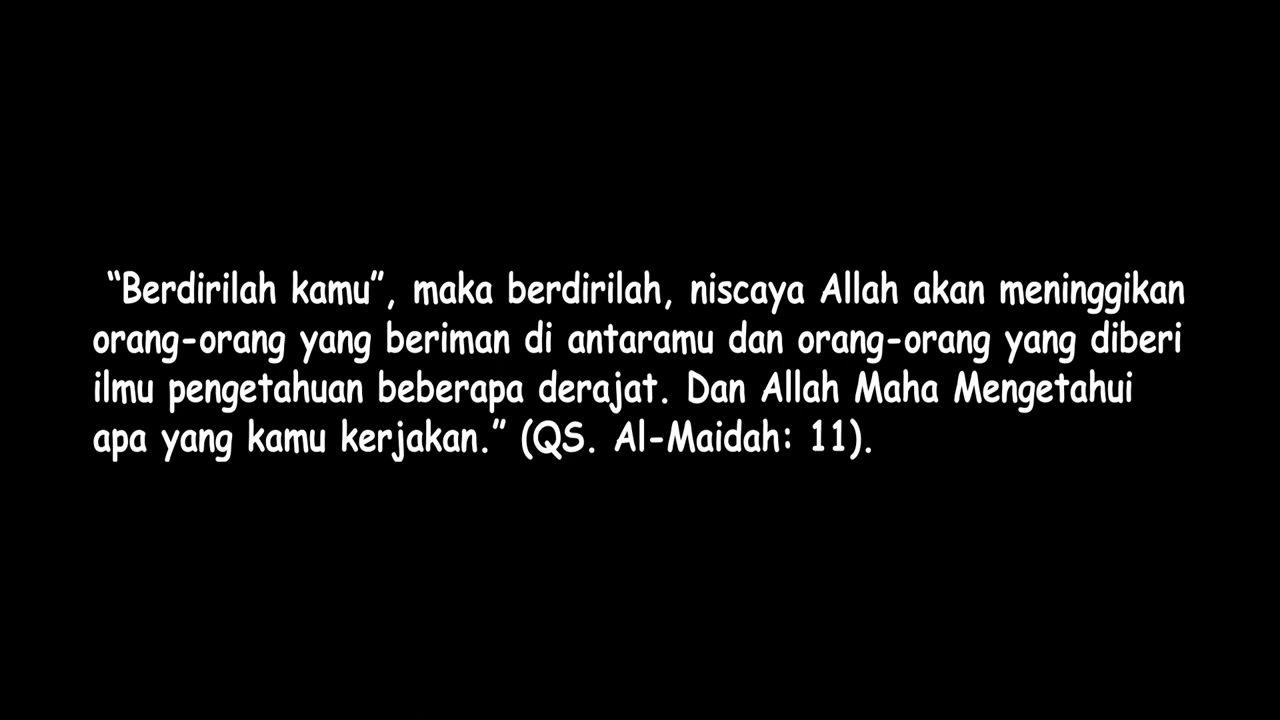 “Berdirilah kamu”, maka berdirilah, niscaya Allah akan meninggikan
orang-orang yang beriman di antaramu dan orang-orang yang diberi
ilmu pengetahuan beberapa derajat. Dan Allah Maha Mengetahui
apa yang kamu kerjakan.” (QS. Al-Maidah: 11).